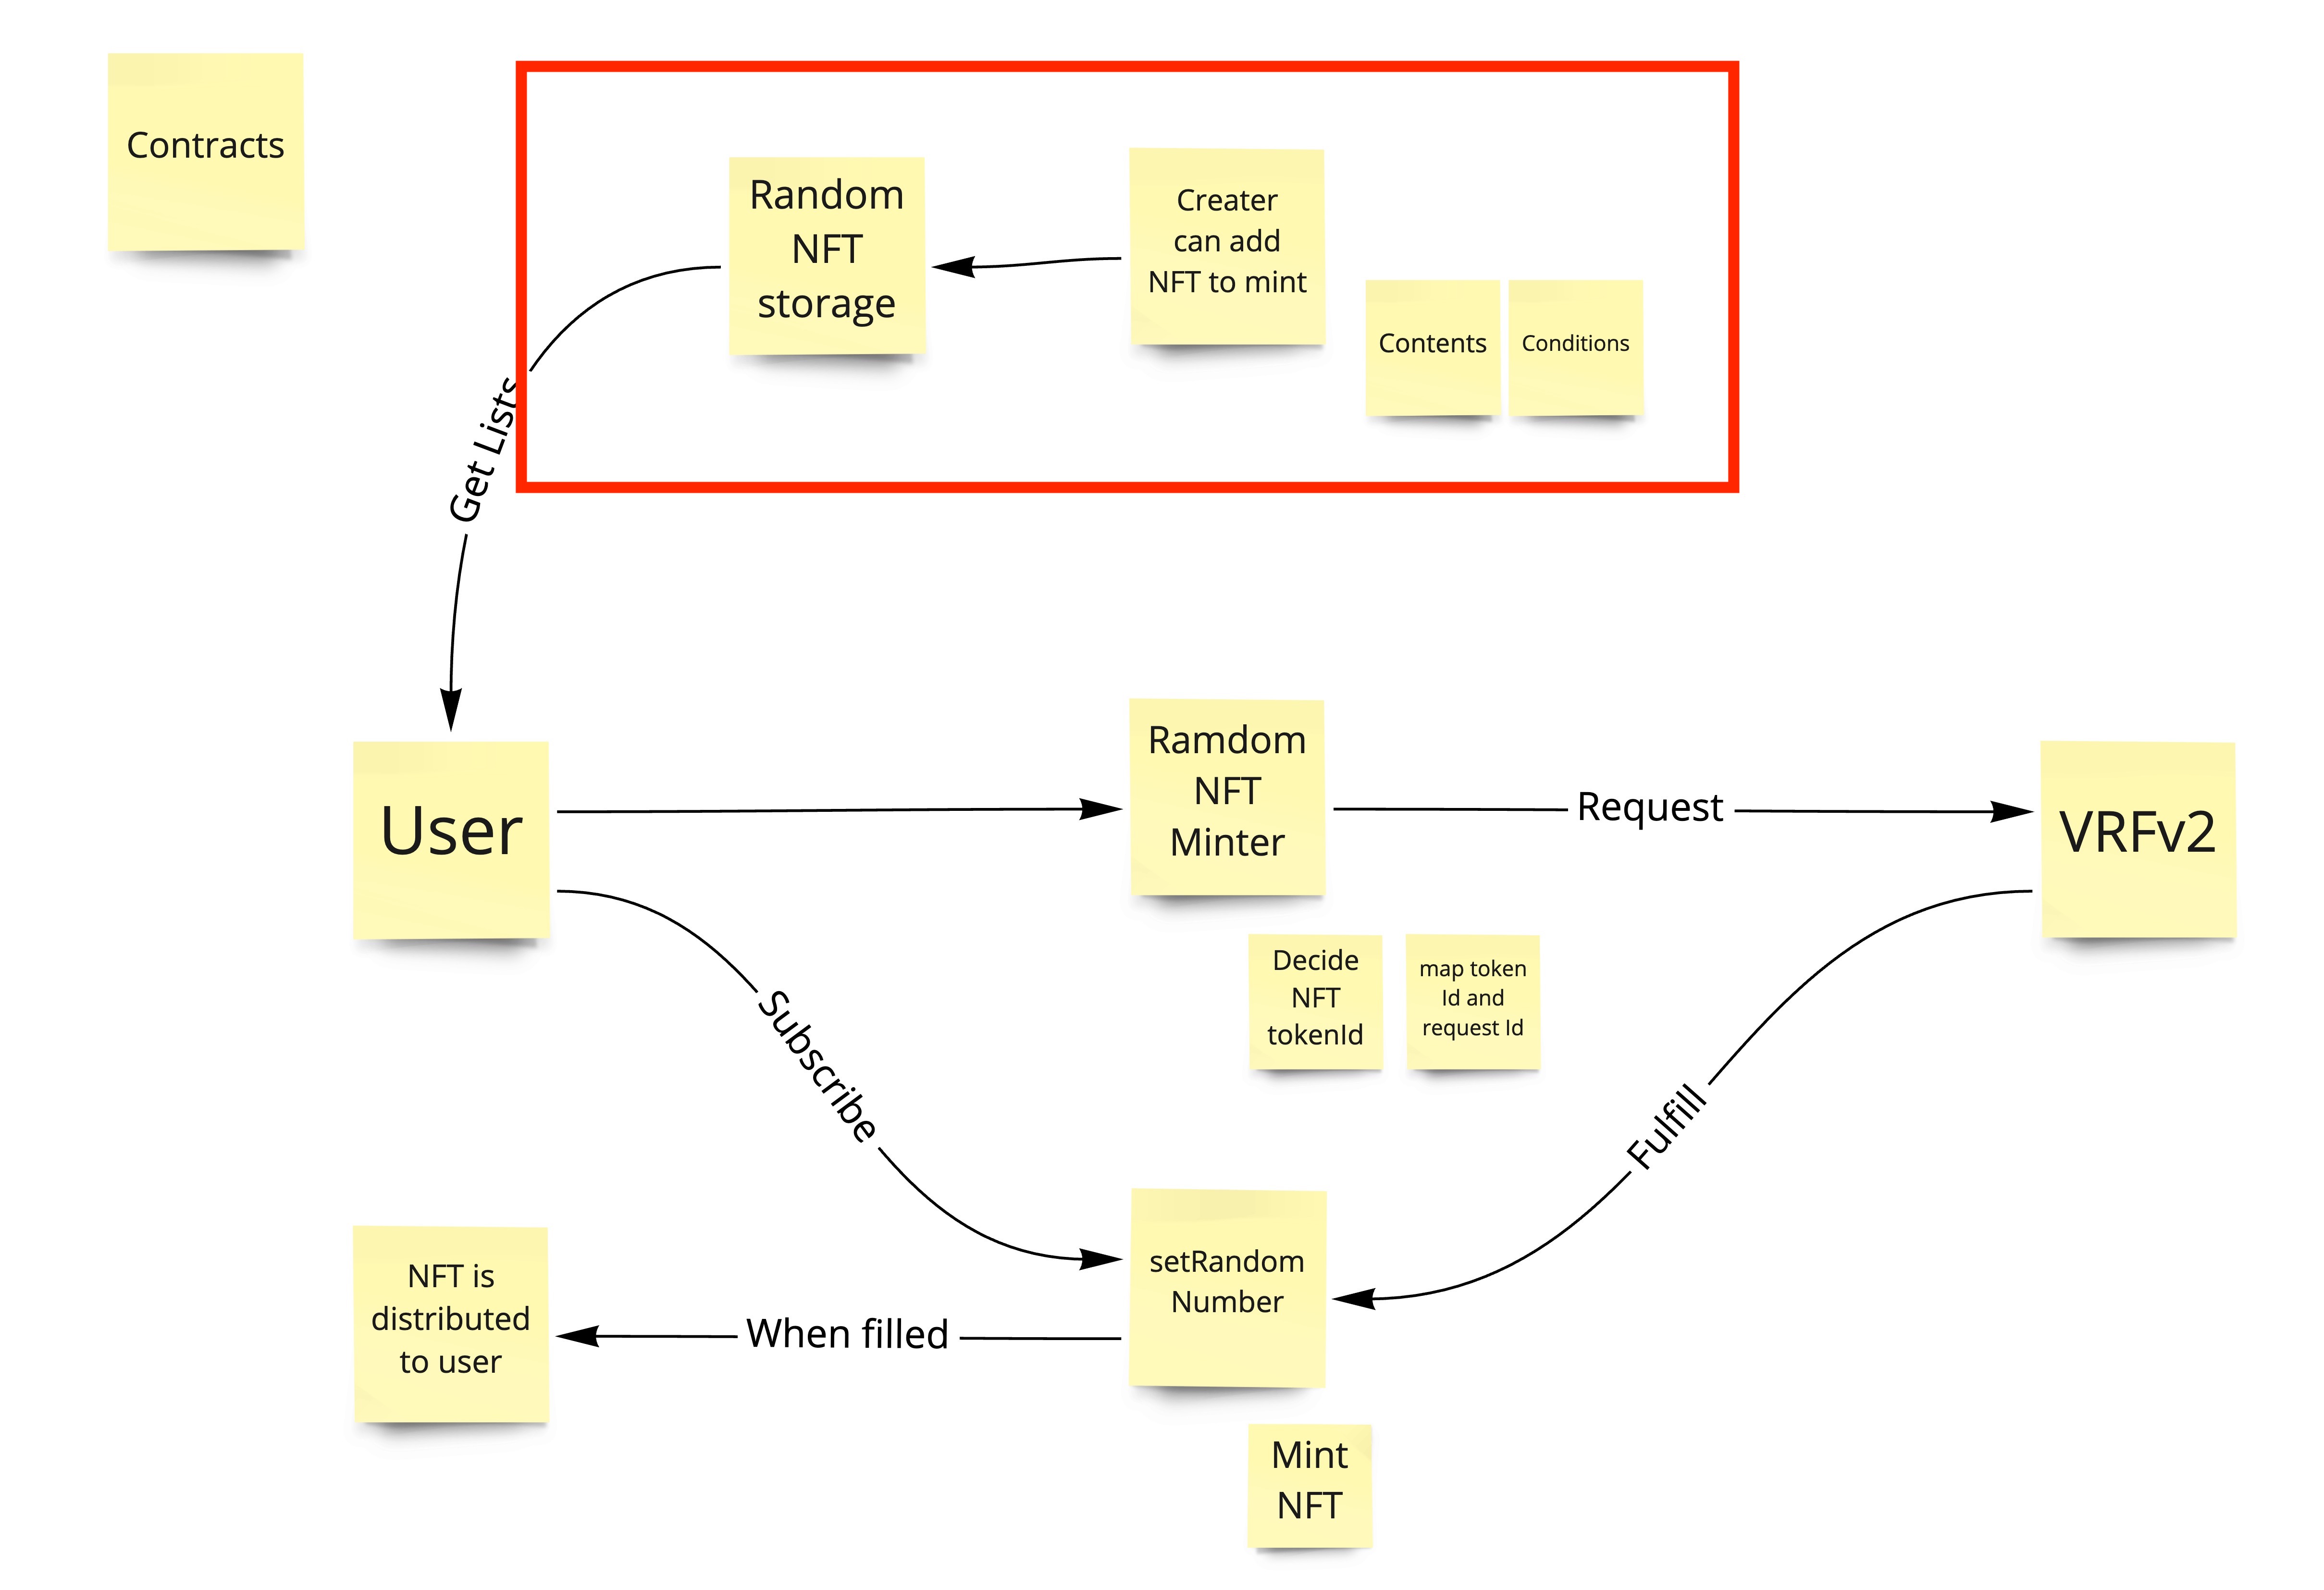 Contracts
Random
NFT
storage
Creater
can add
NFT to mint
Contents
Conditions
Get Lists
User
Ramdom
NFT
Minter
Request
VRFv2
Decide
NFT
tokenId
map token
Id and
request Id
Subscribe
Fulfill
setRandom
Number
When filled
NFT is
distributed
to user
Mint
NFT